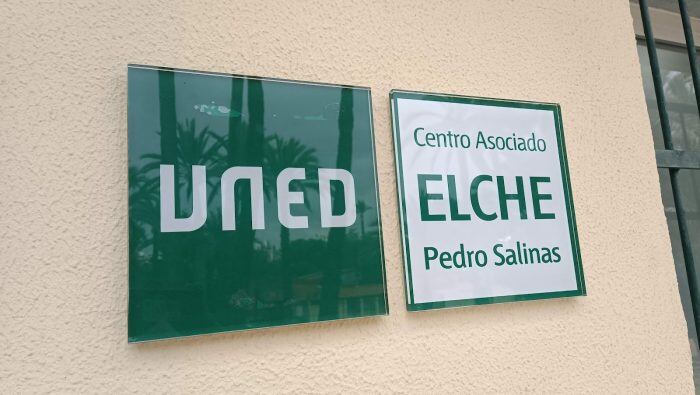 UNED
Centro Asociado
ELCHE
Pedro Salinas